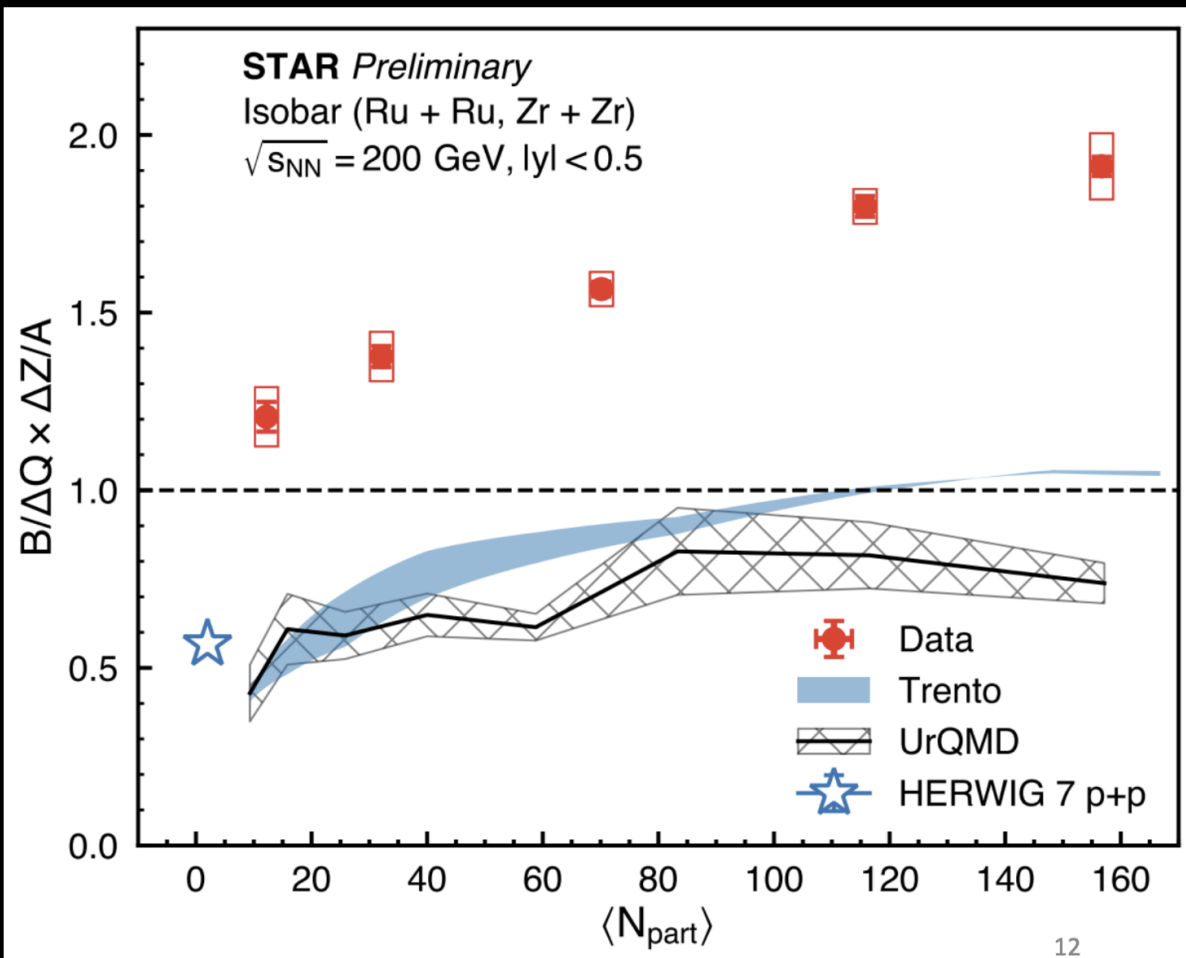 STAR Preliminary
Isobar (Ru + Ru, Zr + Zr)
√sNN = 200 GeV, |y| < 0.5
B/ΔQ × ΔZ/A
2.0
1.5
1.0
0.5
0.0
Data
Trento
UrQMD
HERWIG 7 p+p
0 20 40 60 80 100 120 140 160
⟨Npart⟩
12